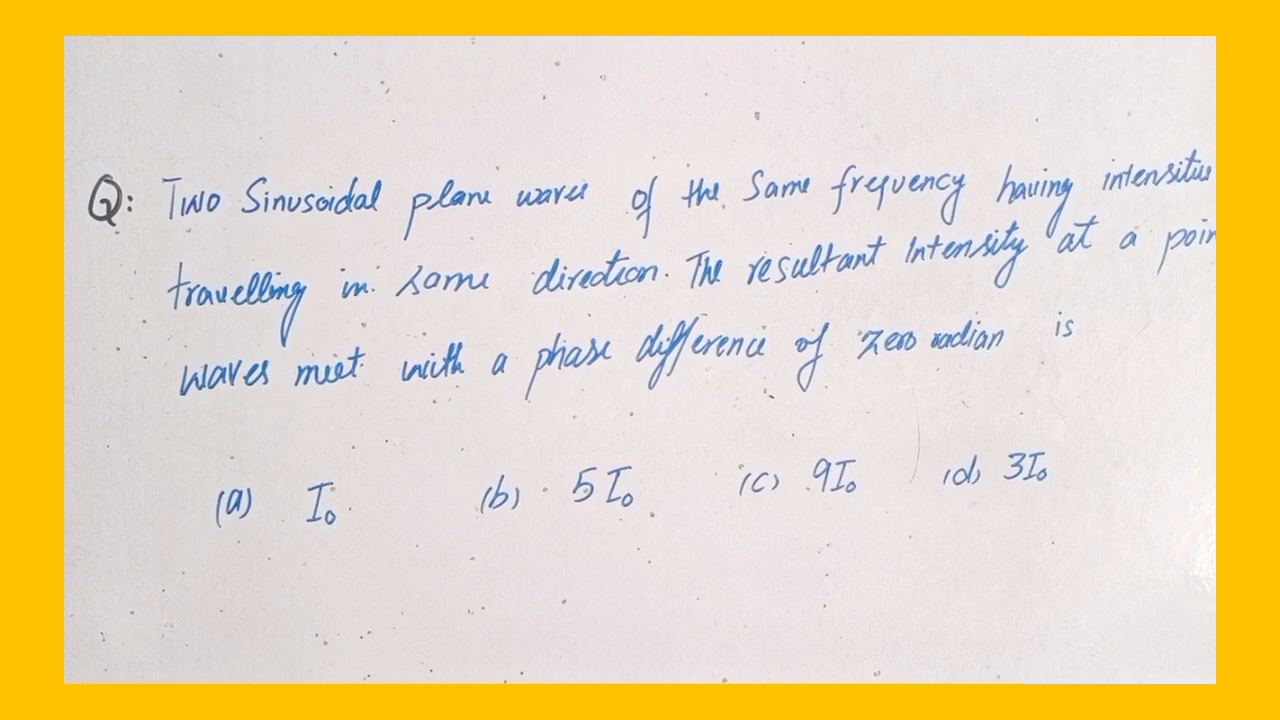 Q: Two Sinusoidal plane waves of the Same frequency having intensities
travelling in same direction. The resultant Intensity at a poin
waves meet with a phase difference of zero radian is
(a) I₀ (b) 5I₀ (c) 9I₀ (d) 3I₀